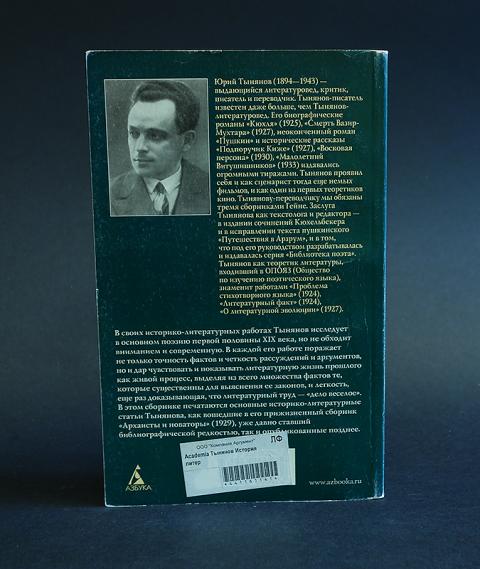 Юрий Тынянов (1894—1943) —
выдающийся литературовед, критик,
писатель и переводчик. Тынянов-писатель
известен даже больше, чем Тынянов-
литературовед. Его биографические
романы «Кюхля» (1925), «Смерть Вазир-
Мухтара» (1927), неоконченный роман
«Пушкин» и исторические рассказы
«Подпоручик Киже» (1927), «Восковая
персона» (1930), «Малолетний
Витушишников» (1933) издавались
огромными тиражами. Тынянов проявил
себя и как сценарист тогда еще немых
фильмов, и как один из первых теоретиков
кино. Тынянову-переводчику мы обязаны
тремя сборниками Гейне. Заслуга
Тынянова как текстолога и редактора —
в издании сочинений Кюхельбекера
и в исправлении текста пушкинского
«Путешествия в Арзрум», и в том,
что под его руководством разрабатывалась
и издавалась серия «Библиотека поэта».
Тынянов как теоретик литературы,
входивший в ОПОЯЗ (Общество
по изучению поэтического языка),
знаменит работами «Проблема
стихотворного языка» (1924),
«Литературный факт» (1924),
«О литературной эволюции» (1927).
В своих историко-литературных работах Тынянов исследует
в основном поэзию первой половины XIX века, но не обходит
вниманием и современную. В каждой его работе поражает
не только точность фактов и четкость рассуждений и аргументов,
но и дар чувствовать и показывать литературную жизнь прошлого
как живой процесс, выделяя из всего множества фактов те,
которые существенны для выяснения ее законов, и легкость,
еще раз доказывающая, что литературный труд — «дело веселое».
В этом сборнике печатаются основные историко-литературные
статьи Тынянова, как вошедшие в его прижизненный сборник
«Архаисты и новаторы» (1929), уже давно ставший
библиографической редкостью, так и опубликованные позднее.
ООО "Компания Аргумент"
ЛФ
Academia Тынянов История
литер
АЗБУКА
www.azbooka.ru